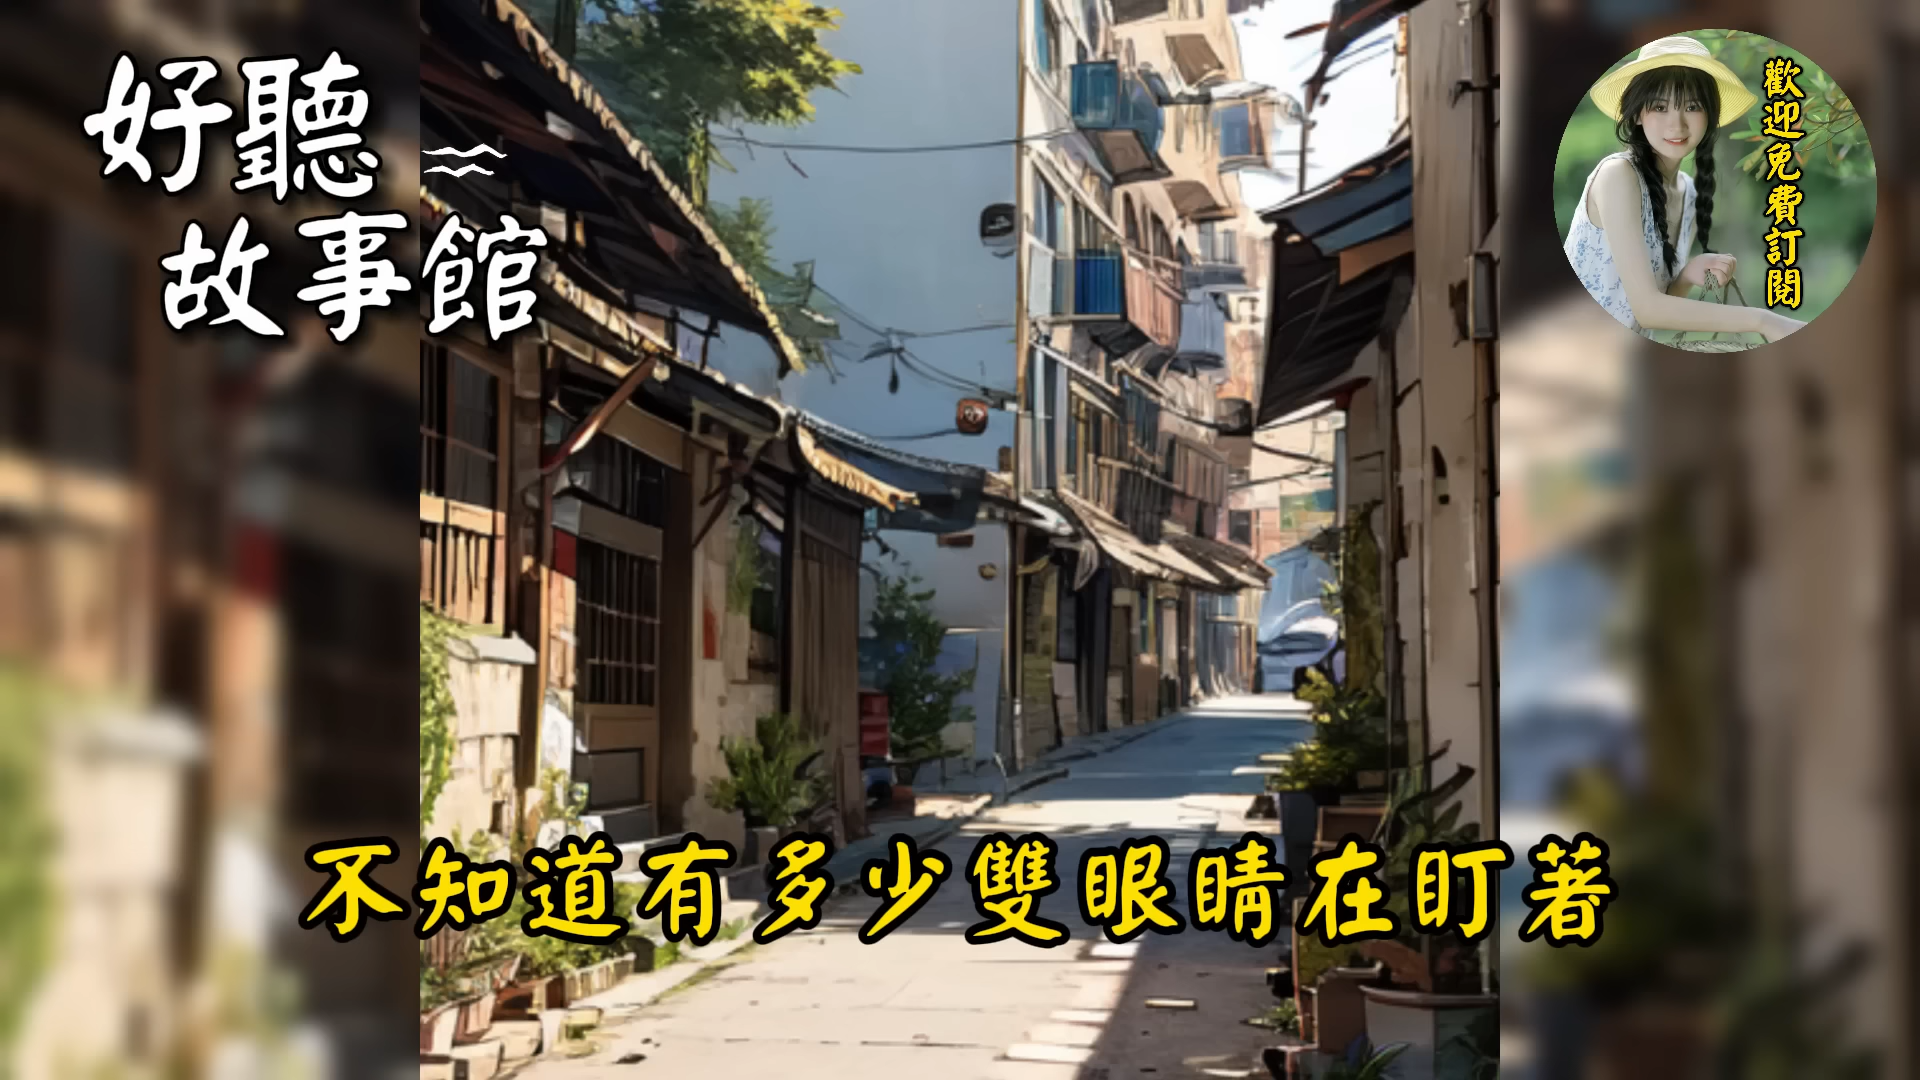 好聽
故事館
歡迎免費訂閱
不知道有多少雙眼睛在盯著